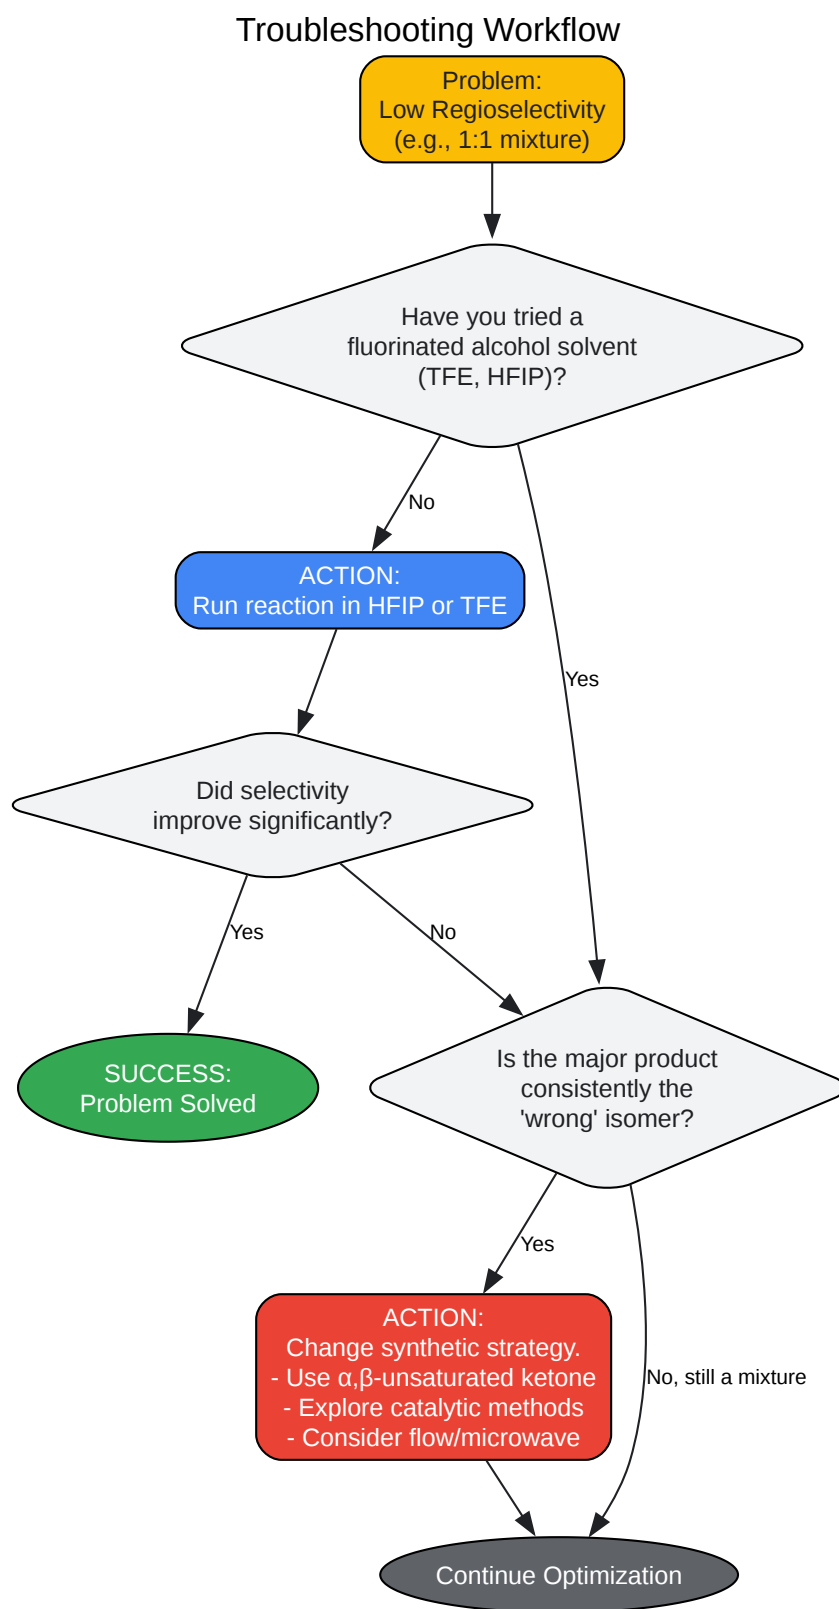 Troubleshooting Workflow
Problem:
Low Regioselectivity
(e.g., 1:1 mixture)
Have you tried a
fluorinated alcohol solvent
(TFE, HFIP)?
No
Yes
ACTION:
Run reaction in HFIP or TFE
Did selectivity
improve significantly?
Yes
No
SUCCESS:
Problem Solved
Is the major product
consistently the
'wrong' isomer?
Yes
No, still a mixture
ACTION:
Change synthetic strategy.
- Use α,β-unsaturated ketone
- Explore catalytic methods
- Consider flow/microwave
Continue Optimization